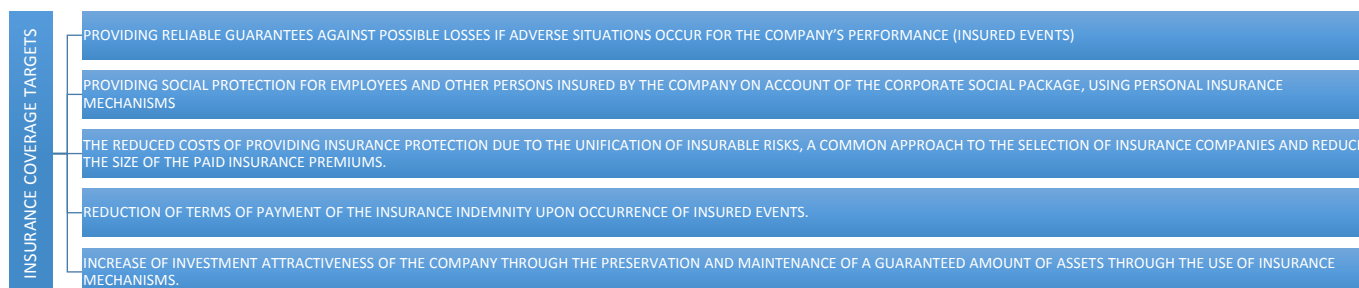 INSURANCE COVERAGE TARGETS
PROVIDING RELIABLE GUARANTEES AGAINST POSSIBLE LOSSES IF ADVERSE SITUATIONS OCCUR FOR THE COMPANY'S PERFORMANCE (INSURED EVENTS)
PROVIDING SOCIAL PROTECTION FOR EMPLOYEES AND OTHER PERSONS INSURED BY THE COMPANY ON ACCOUNT OF THE CORPORATE SOCIAL PACKAGE, USING PERSONAL INSURANCE
MECHANISMS
THE REDUCED COSTS OF PROVIDING INSURANCE PROTECTION DUE TO THE UNIFICATION OF INSURABLE RISKS, A COMMON APPROACH TO THE SELECTION OF INSURANCE COMPANIES AND
THE SIZE OF THE PAID INSURANCE PREMIUMS.
REDUCTION OF TERMS OF PAYMENT OF THE INSURANCE INDEMNITY UPON OCCURRENCE OF INSURED EVENTS.
INCREASE OF INVESTMENT ATTRACTIVENESS OF THE COMPANY THROUGH THE PRESERVATION AND MAINTENANCE OF A GUARANTEED AMOUNT OF ASSETS THROUGH THE USE OF INSURANCE
MECHANISMS.